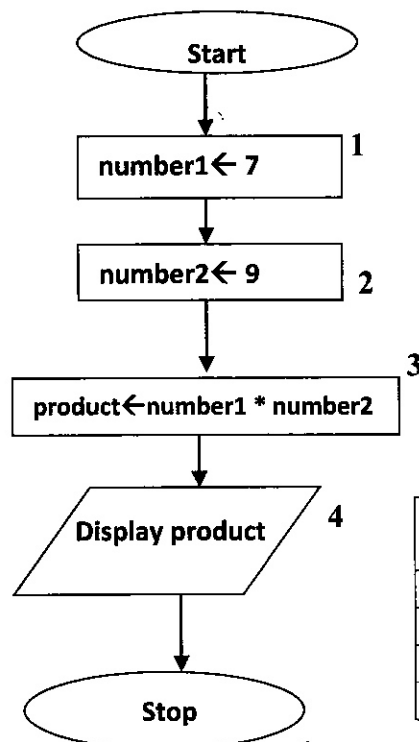 Start
1
number1← 7
number2← 9
2
3
product←number1 * number2
Display product
4
Stop